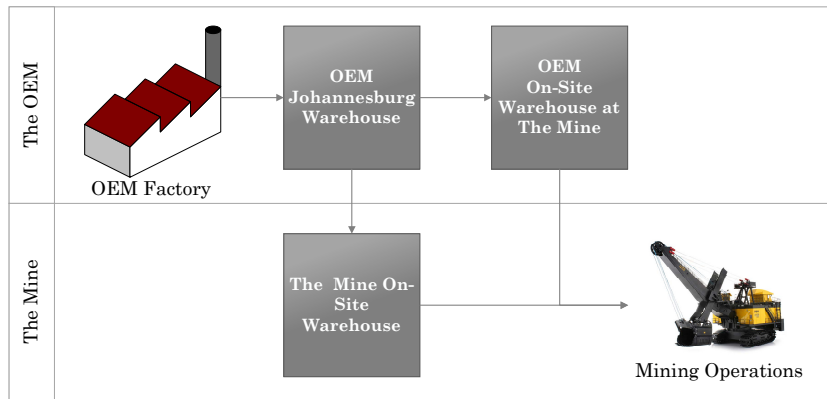 The OEM
OEM
Johannesburg
Warehouse
OEM
On-Site
Warehouse at
The Mine
OEM Factory
The Mine
The Mine On-
Site
Warehouse
Mining Operations